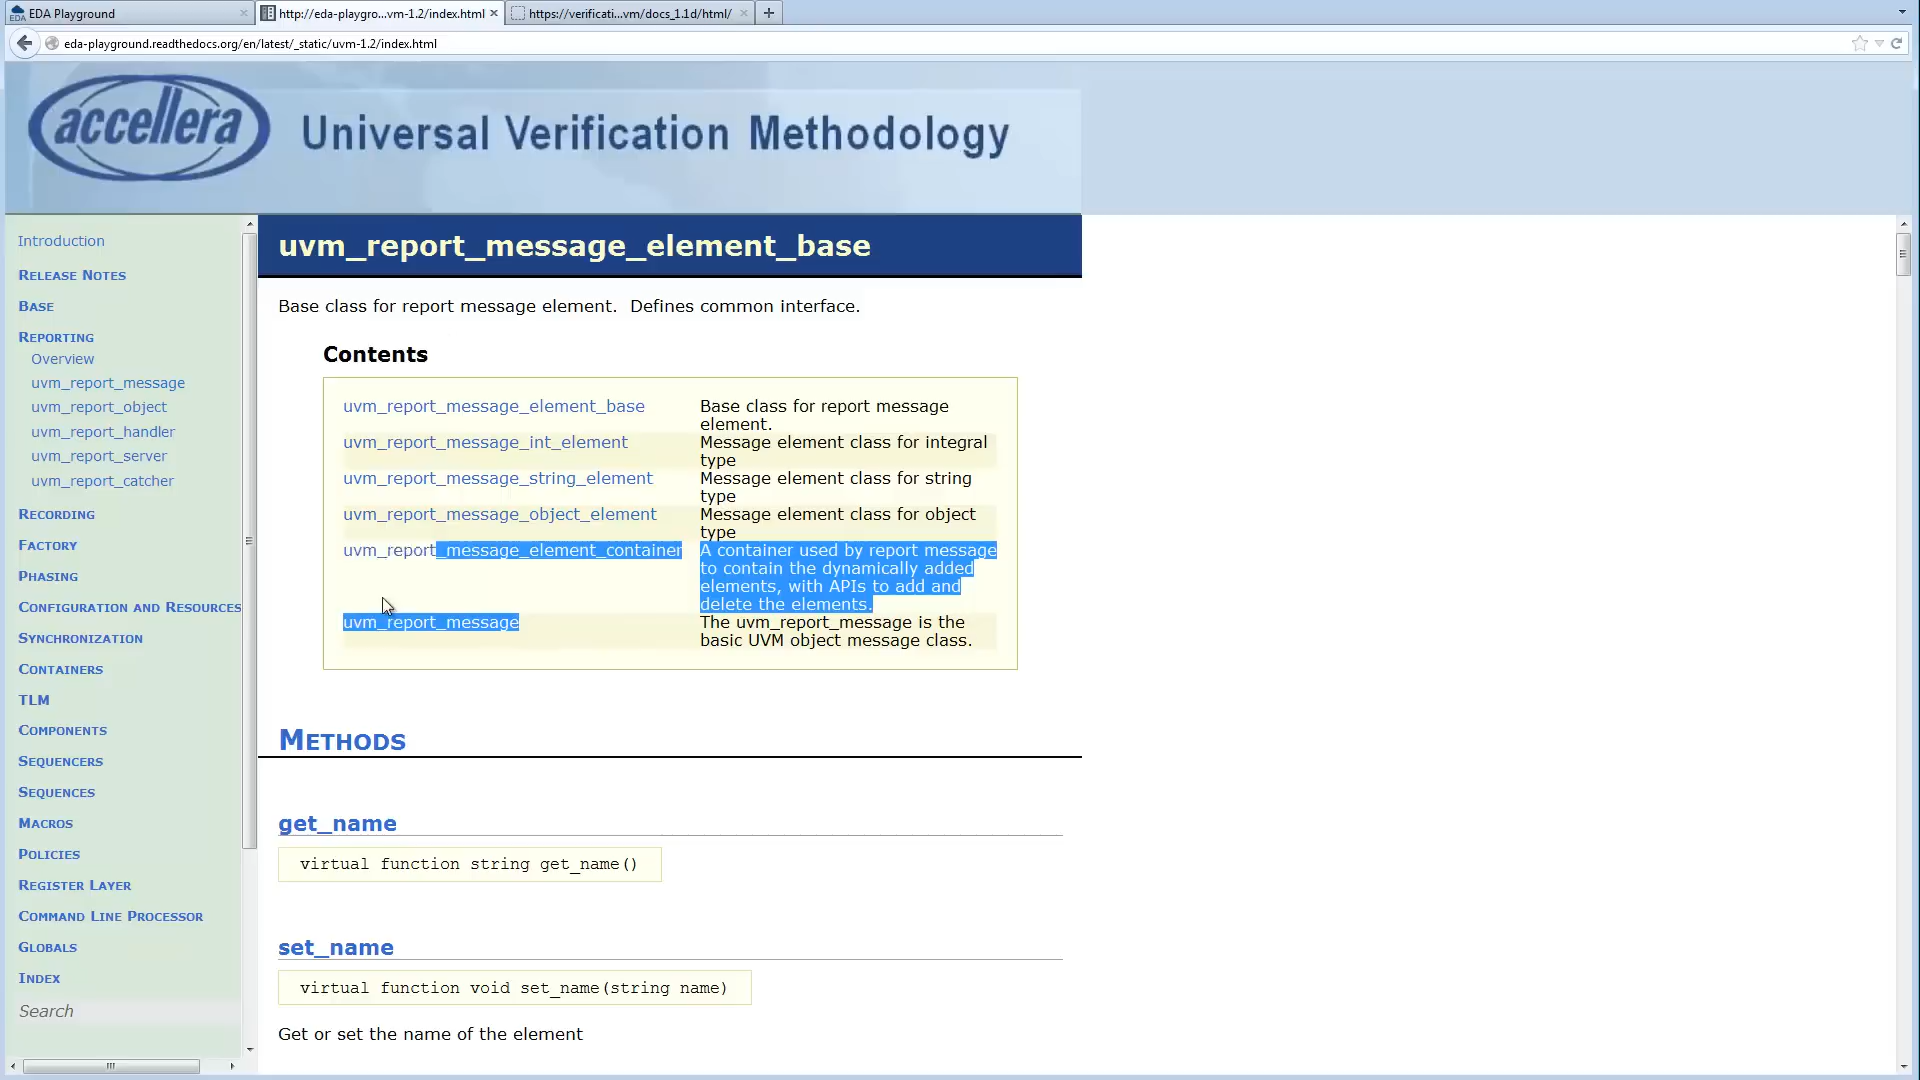 EDA Playground
http://eda-playgro...vm-1.2/index.html
https://verificati...vm/docs_1.1d/html/
eda-playground.readthedocs.org/en/latest/_static/uvm-1.2/index.html
accellera
Universal Verification Methodology
Introduction
RELEASE NOTES
BASE
REPORTING
Overview
uvm_report_message
uvm_report_object
uvm_report_handler
uvm_report_server
uvm_report_catcher
RECORDING
FACTORY
PHASING
CONFIGURATION AND RESOURCES
SYNCHRONIZATION
CONTAINERS
TLM
COMPONENTS
SEQUENCERS
SEQUENCES
MACROS
POLICIES
REGISTER LAYER
COMMAND LINE PROCESSOR
GLOBALS
INDEX
Search
uvm_report_message_element_base
Base class for report message element. Defines common interface.
Contents
uvm_report_message_element_base Base class for report message
element.
uvm_report_message_int_element Message element class for integral
type
uvm_report_message_string_element Message element class for string
type
uvm_report_message_object_element Message element class for object
type
uvm_report_message_element_container A container used by report message
to contain the dynamically added
elements, with APIs to add and
delete the elements.
uvm_report_message The uvm_report_message is the
basic UVM object message class.
METHODS
get_name
virtual function string get_name()
set_name
virtual function void set_name(string name)
Get or set the name of the element